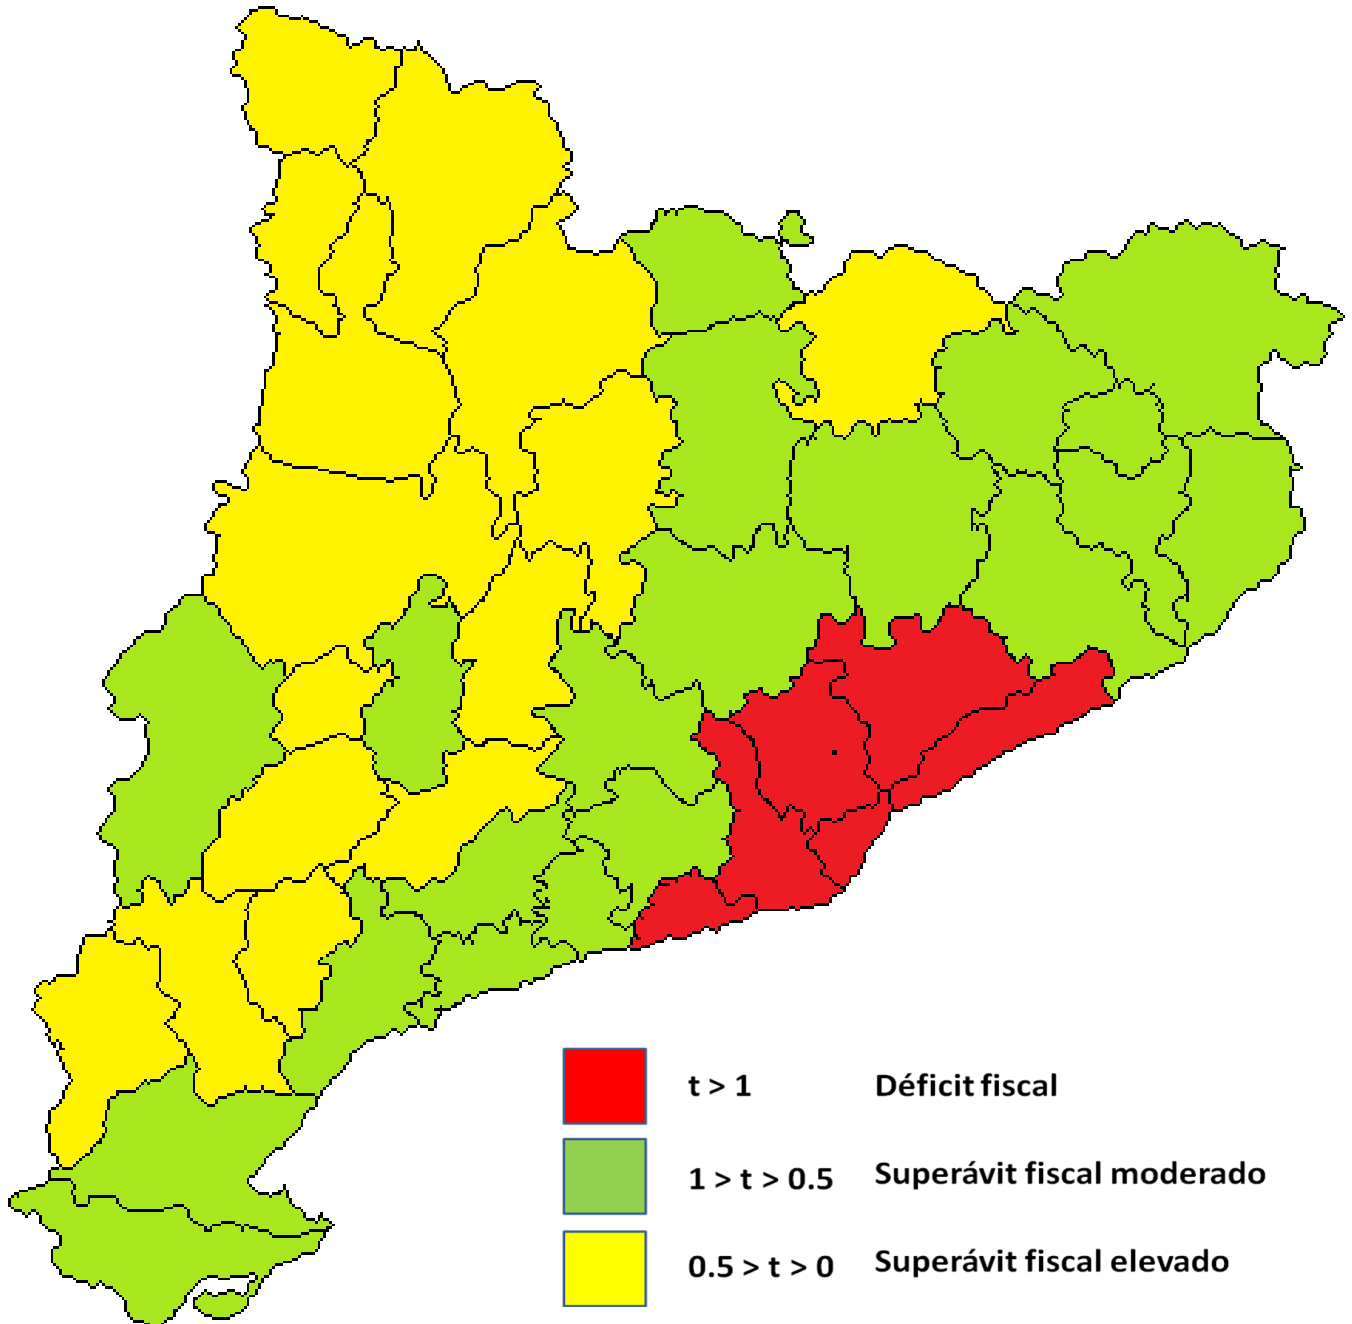 t > 1 Déficit fiscal
1 > t > 0.5 Superávit fiscal moderado
0.5 > t > 0 Superávit fiscal elevado